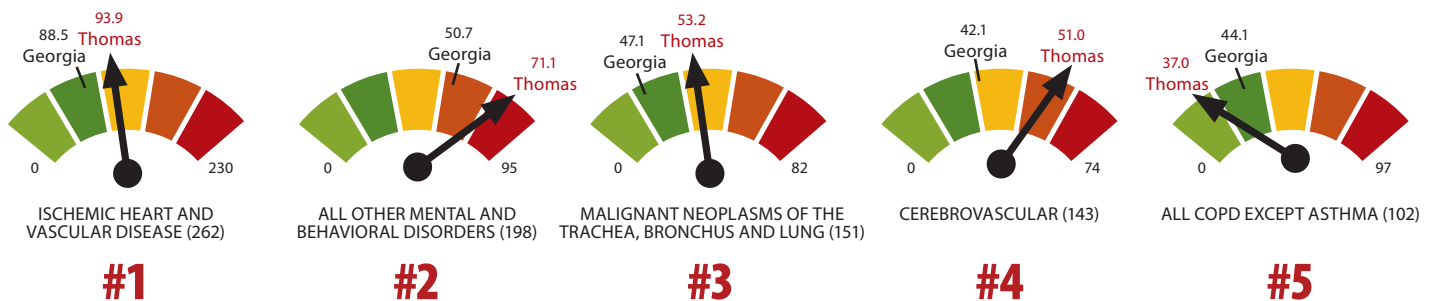 93.9
Thomas
88.5
Georgia
0
230
ISCHEMIC HEART AND
VASCULAR DISEASE (262)
#1
50.7
Georgia
71.1
Thomas
0
95
ALL OTHER MENTAL AND
BEHAVIORAL DISORDERS (198)
#2
53.2
Thomas
47.1
Georgia
0
82
MALIGNANT NEOPLASMS OF THE
TRACHEA, BRONCHUS AND LUNG (151)
#3
42.1
Georgia
51.0
Thomas
0
74
CEREBROVASCULAR (143)
#4
44.1
Georgia
37.0
Thomas
0
97
ALL COPD EXCEPT ASTHMA (102)
#5